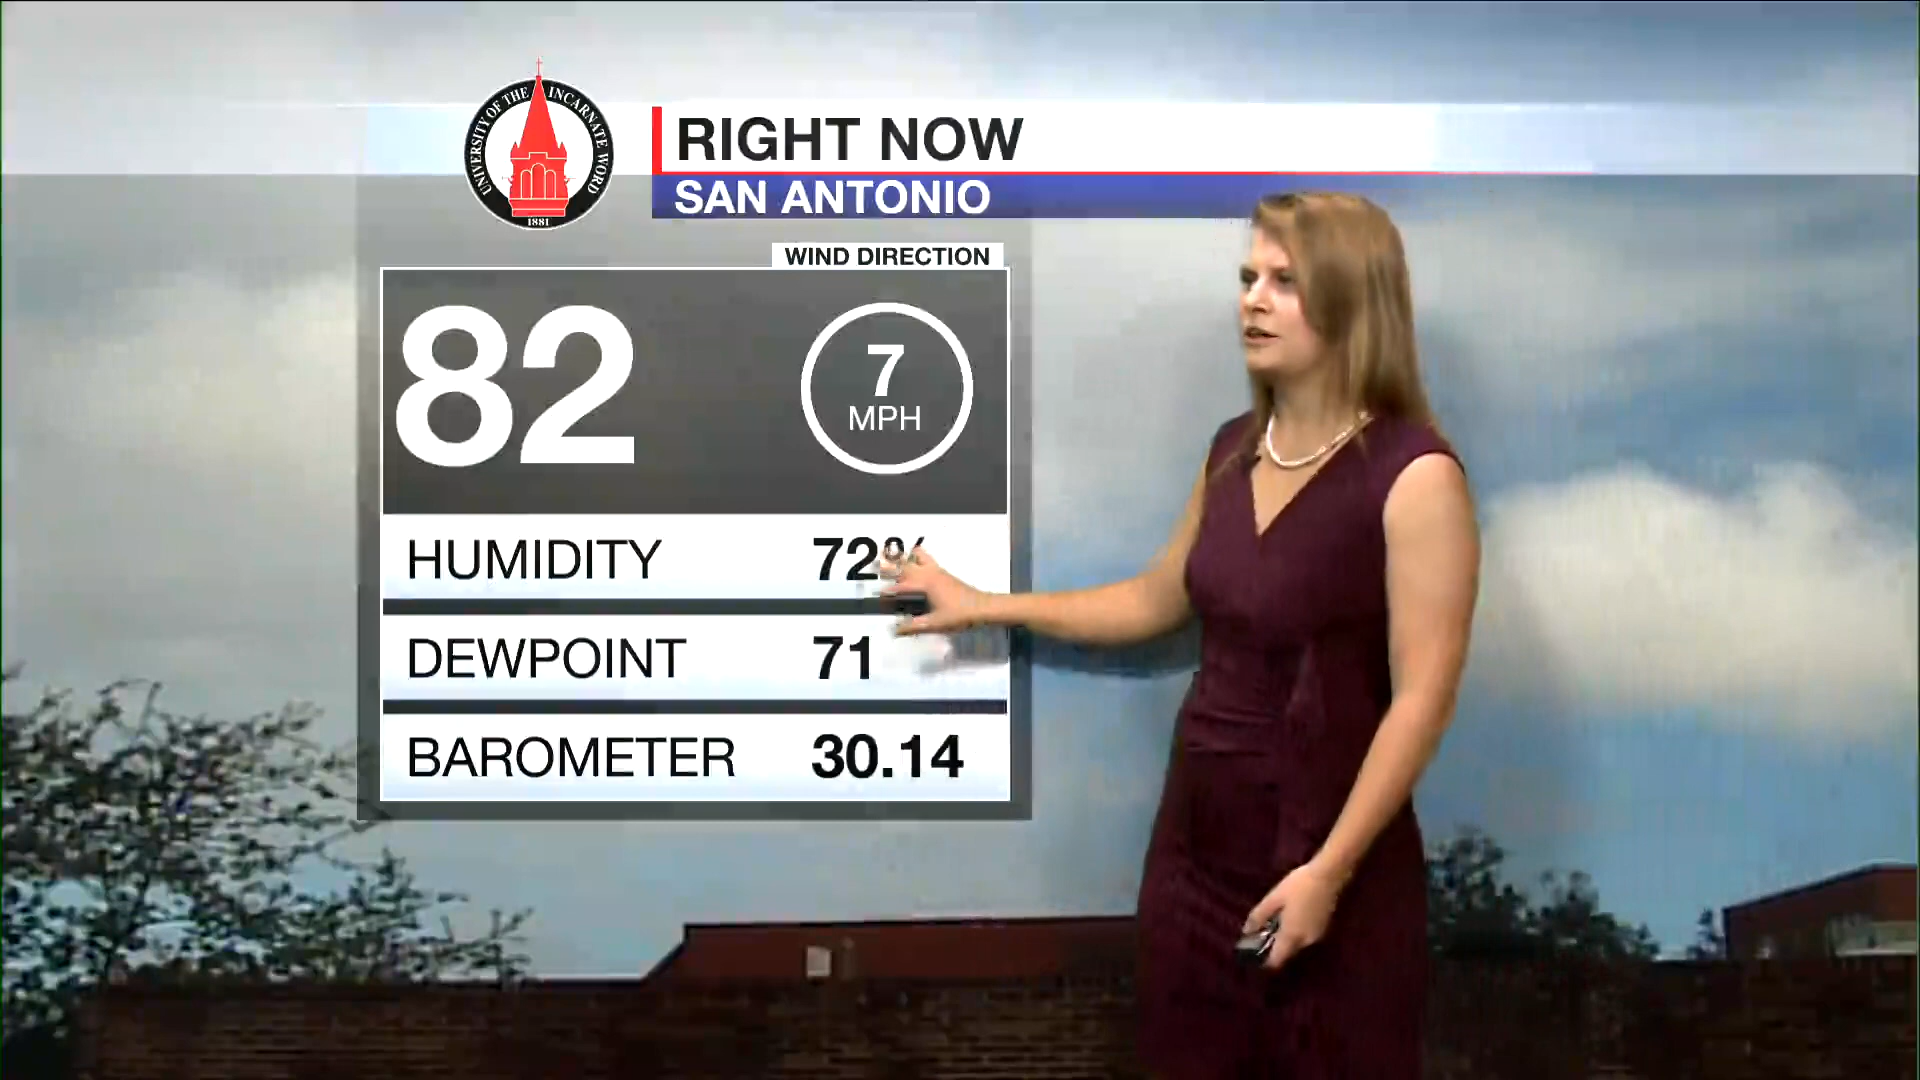 UNIVERSITY OF THE INCARNATE WORD
1881
RIGHT NOW
SAN ANTONIO
WIND DIRECTION
82
7
MPH
HUMIDITY 72%
DEWPOINT 71
BAROMETER 30.14